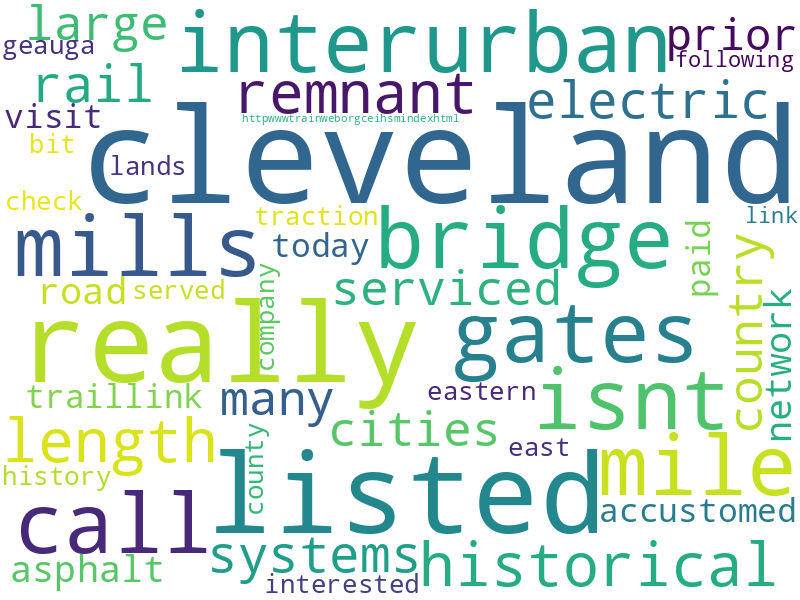 large
interurban
prior
geauga
following
rail
remnant
electric
visit
httpwwwtrainweborgceihsmindexhtml
bit
cleveland
lands
check
traction
link
mills
bridge
today
paid
country
road
served
company
serviced
network
really
gates
traillink
many
eastern
isnt
length
cities
county
east
history
listed
mile
call
accustomed
systems
historical
asphalt
interested